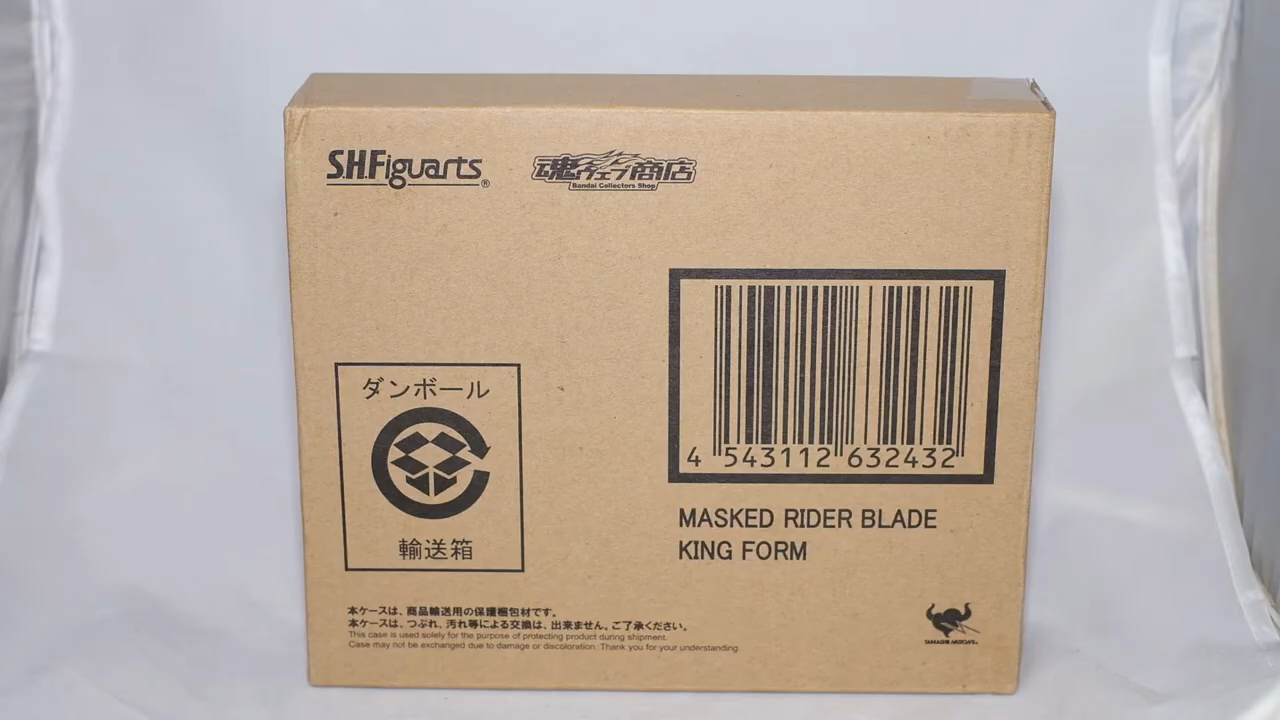 S.H.Figuarts®
魂ウェブ商店
Bandai Collectors Shop
4 543112 632432
MASKED RIDER BLADE
KING FORM
ダンボール
輸送箱
本ケースは、商品輸送用の保護梱包材です。
本ケースは、つぶれ、汚れ等による交換は、出来ません。ご了承ください。
This case is used solely for the purpose of protecting product during shipment.
Case may not be exchanged due to damage or discoloration. Thank you for your understanding.
TAMASHII NATIONS